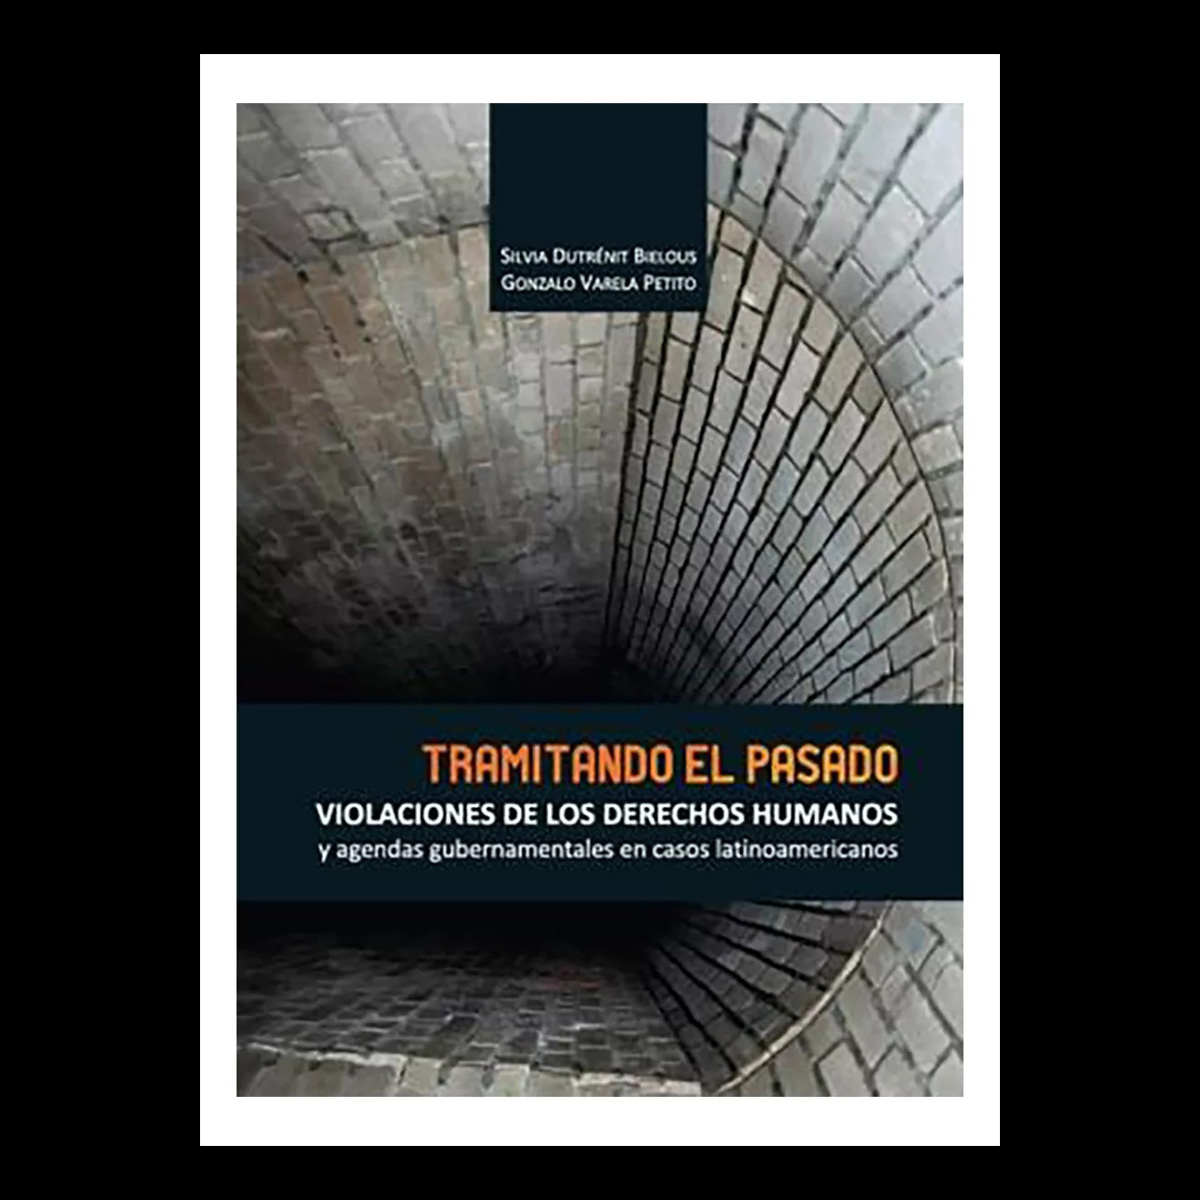 SILVIA DUTRÉNIT BIELOUS
GONZALO VARELA PETITO
TRAMITANDO EL PASADO
VIOLACIONES DE LOS DERECHOS HUMANOS
y agendas gubernamentales en casos latinoamericanos